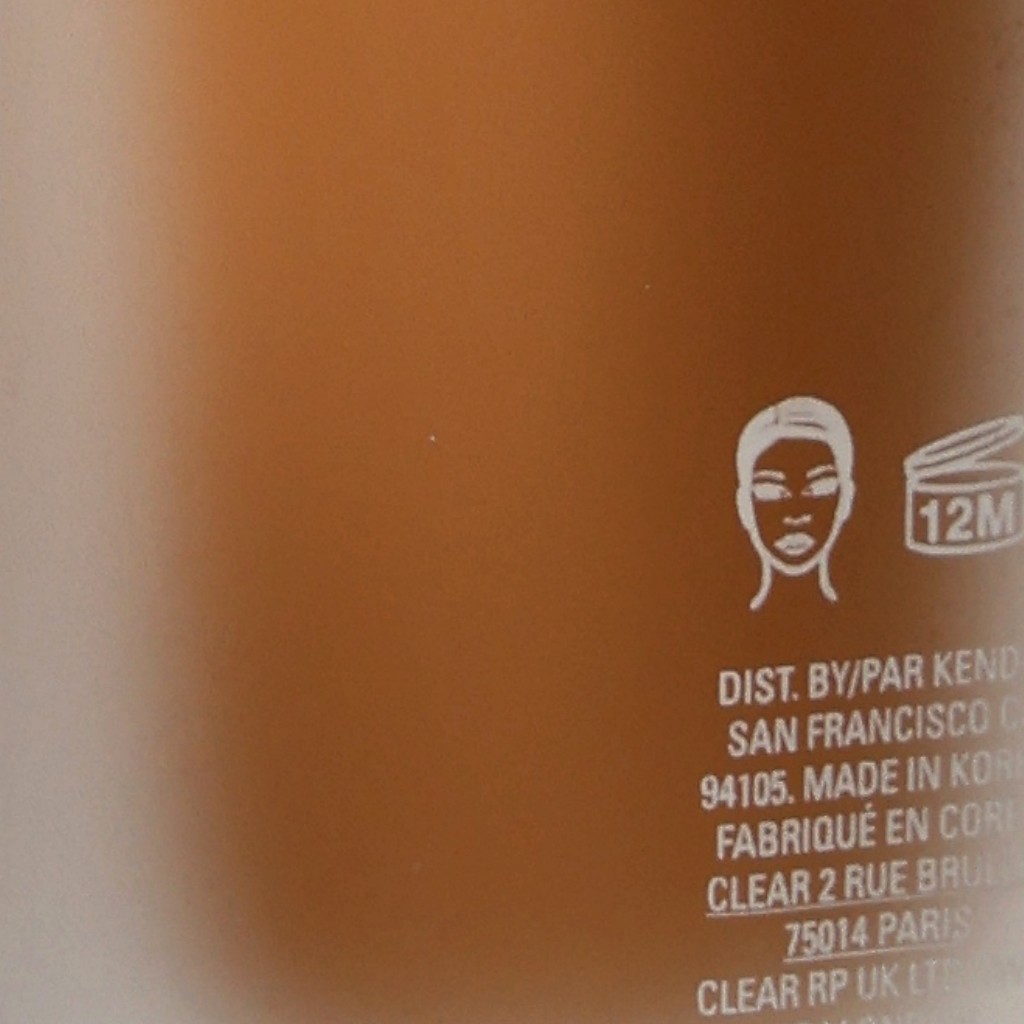 12M
DIST. BY/PAR KEND
SAN FRANCISCO C
94105. MADE IN KOR
FABRIQUÉ EN COR
CLEAR 2 RUE BRUL
75014 PARIS
CLEAR RP UK LT